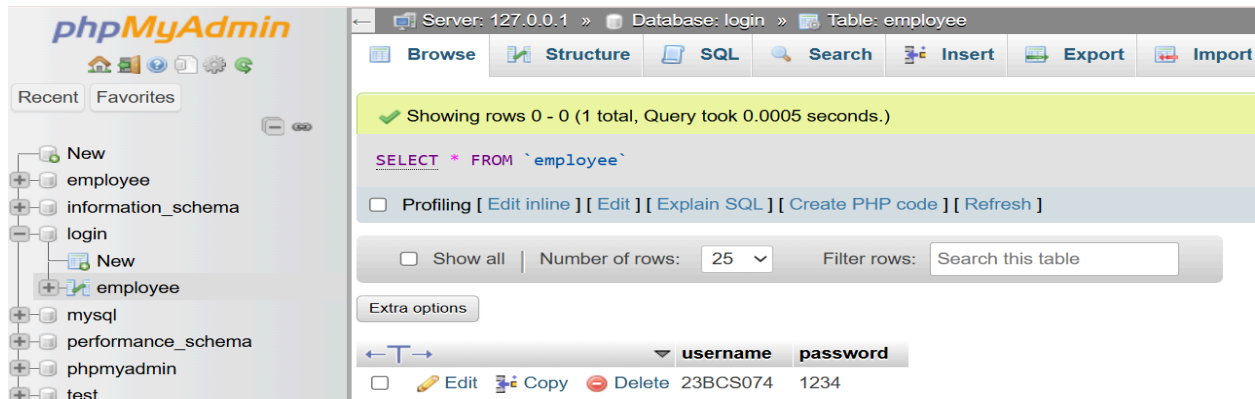 phpMyAdmin
Recent Favorites
New
employee
information_schema
login
New
employee
mysql
performance_schema
phpmyadmin
test
Server: 127.0.0.1 » Database: login » Table: employee
Browse Structure SQL Search Insert Export Import
Showing rows 0 - 0 (1 total, Query took 0.0005 seconds.)
SELECT * FROM `employee`
Profiling [ Edit inline ] [ Edit ] [ Explain SQL ] [ Create PHP code ] [ Refresh ]
Show all | Number of rows: 25 Filter rows: Search this table
Extra options
←T→ username password
Edit Copy Delete 23BCS074 1234